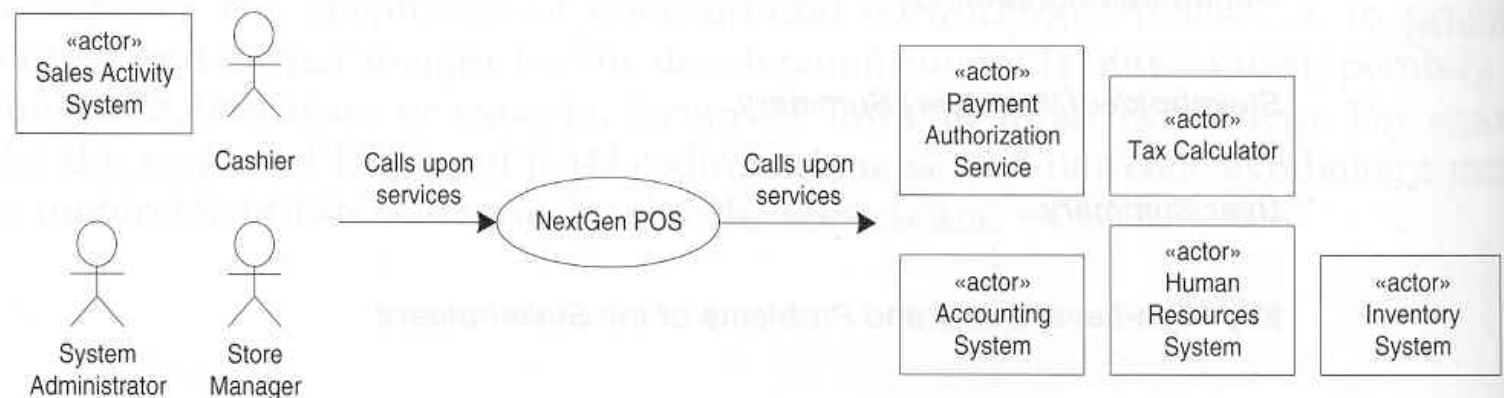 «actor»
Sales Activity
System
Cashier
System
Administrator
Store
Manager
Calls upon
services
NextGen POS
Calls upon
services
«actor»
Payment
Authorization
Service
«actor»
Tax Calculator
«actor»
Accounting
System
«actor»
Human
Resources
System
«actor»
Inventory
System